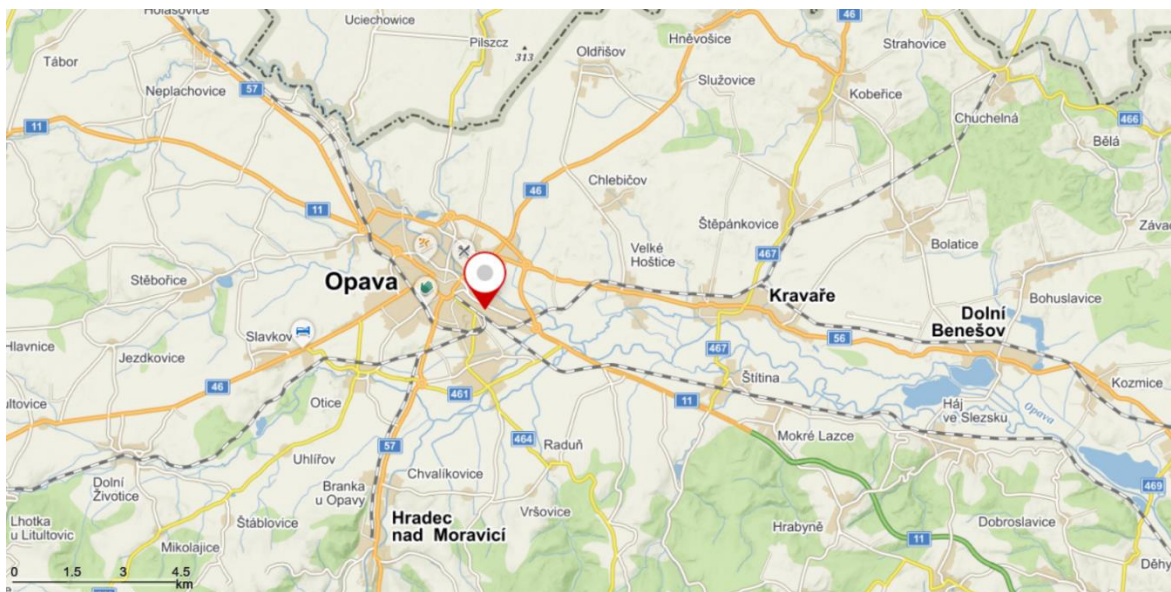 Holasovice
Uciechowice
46
Pilszcz
313
Oldřišov
Hněvošice
Strahovice
Tábor
Neplachovice
57
Služovice
Kobeřice
Chuchelná
466
11
Bělá
11
46
Chlebičov
Štěpánkovice
467
Bolatice
Velké
Hoštice
Stěbořice
Opava
Kravaře
Bohuslavice
Dolní
Benešov
Slavkov
56
Hlavnice
Jezdkovice
467
Štítina
Kozmice
46
461
11
Háj
ve Slezsku
Opava
Otice
464
Raduň
Mokré Lazce
57
Uhlířov
Chvalíkovice
Dolní
Životice
Branka
u Opavy
469
Vršovice
Lhotka
u Litultovic
Štáblovice
Hradec
nad Moravicí
Hrabyně
Dobroslavice
11
Mikolajice
0 1.5 3 4.5
km